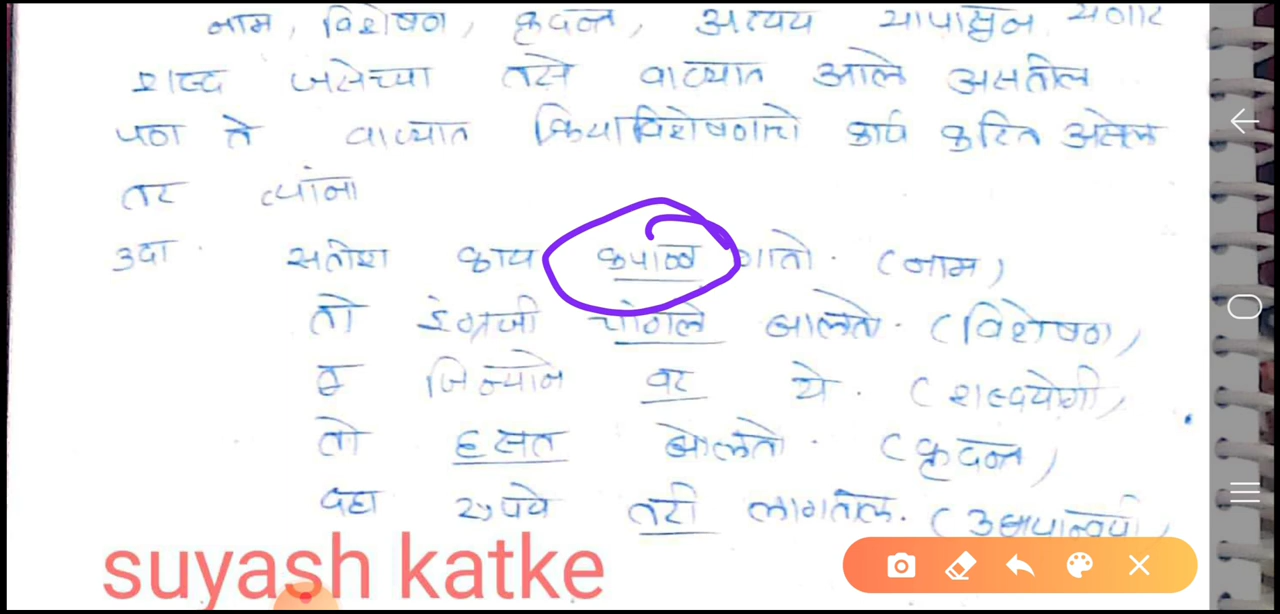 नाम, विशेषण, कृदन्त, अव्यय यापासून
शब्द जसेच्या तसे वाक्यात आले असतील
पण ते वाक्यात क्रियाविशेषणाचे कार्य करित असेल
तर त्यांना
उदा. सतीश काय कपाळ गातो. (नाम)
तो इंग्रजी चांगले बोलतो. (विशेषण)
जिन्याने वर ये. (शब्दयोगी)
तो हसत बोलतो. (कृदन्त)
दहा रुपये तरी लागतील. (उभयान्वयी)
suyash katke